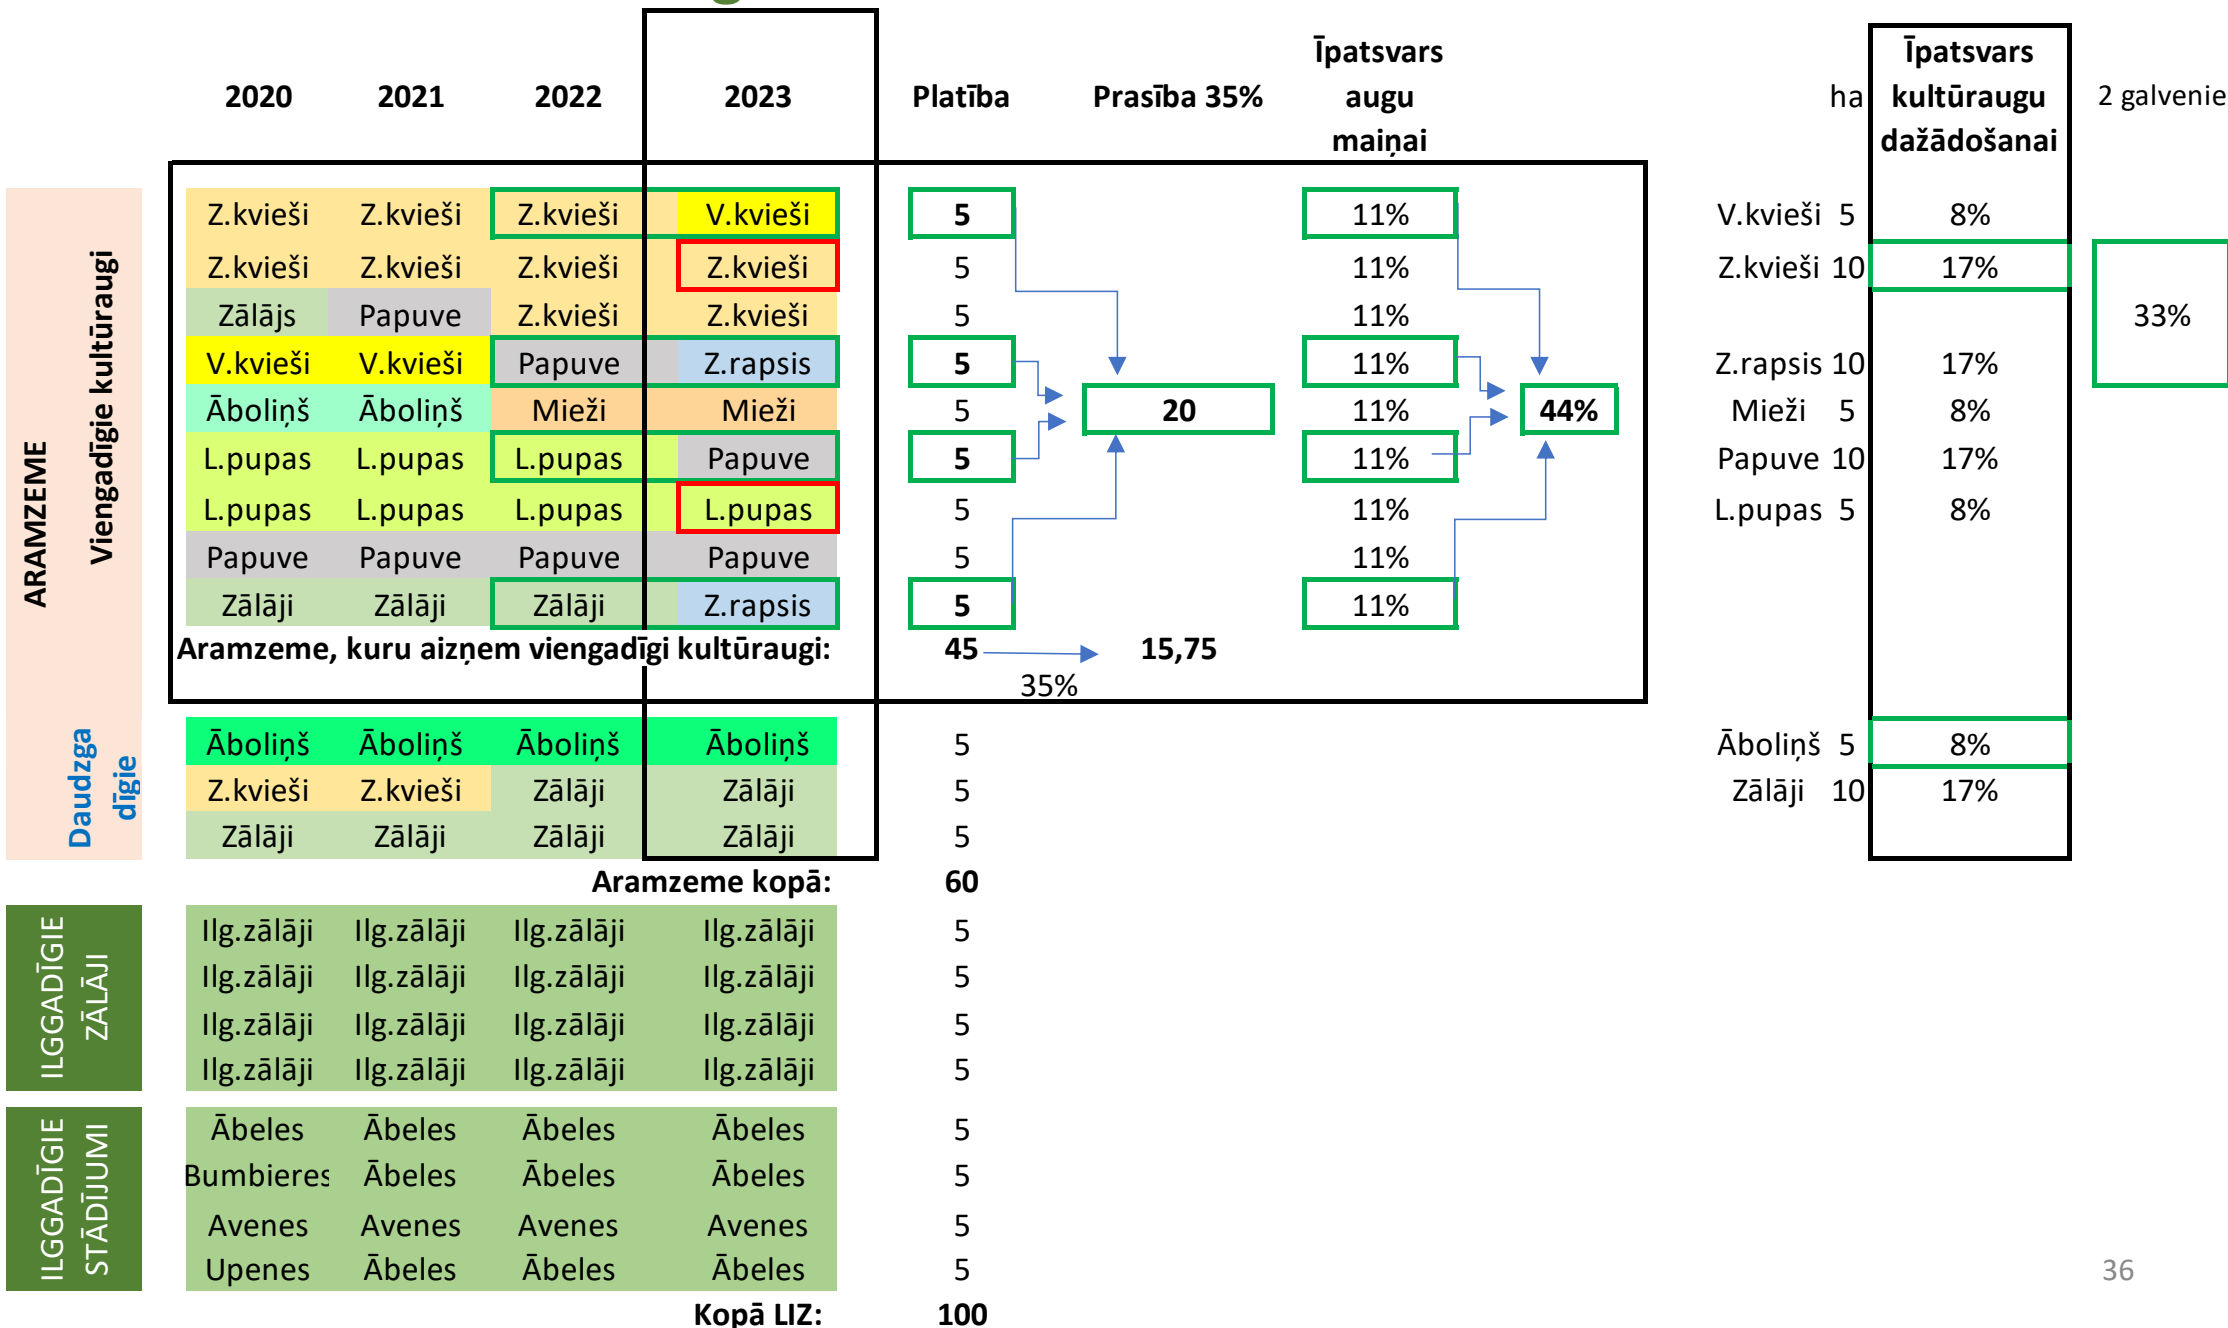 Īpatsvars augu maiņai
Īpatsvars kultūraugu dažādošanai
2020 2021 2022 2023 Platība Prasība 35% ha 2 galvenie
ARAMZEME
Viengadīgie kultūraugi
Z.kvieši Z.kvieši Z.kvieši V.kvieši 5 11% V.kvieši 5 8%
Z.kvieši Z.kvieši Z.kvieši Z.kvieši 5 11% Z.kvieši 10 17%
Zālājs Papuve Z.kvieši Z.kvieši 5 11% 33%
V.kvieši V.kvieši Papuve Z.rapsis 5 11% Z.rapsis 10 17%
Āboliņš Āboliņš Mieži Mieži 5 20 11% 44% Mieži 5 8%
L.pupas L.pupas L.pupas Papuve 5 11% Papuve 10 17%
L.pupas L.pupas L.pupas L.pupas 5 11% L.pupas 5 8%
Papuve Papuve Papuve Papuve 5 11%
Zālāji Zālāji Zālāji Z.rapsis 5 11%
Aramzeme, kuru aizņem viengadīgi kultūraugi: 45 15,75
35%
Daudzga
dīgie
Āboliņš Āboliņš Āboliņš Āboliņš 5 Āboliņš 5 8%
Z.kvieši Z.kvieši Zālāji Zālāji 5 Zālāji 10 17%
Zālāji Zālāji Zālāji Zālāji 5
Aramzeme kopā: 60
ILGGADĪGIE
ZĀLĀJI
Ilg.zālāji Ilg.zālāji Ilg.zālāji Ilg.zālāji 5
Ilg.zālāji Ilg.zālāji Ilg.zālāji Ilg.zālāji 5
Ilg.zālāji Ilg.zālāji Ilg.zālāji Ilg.zālāji 5
Ilg.zālāji Ilg.zālāji Ilg.zālāji Ilg.zālāji 5
ILGGADĪGIE
STĀDĪJUMI
Ābeles Ābeles Ābeles Ābeles 5
Bumbieres Ābeles Ābeles Ābeles 5
Avenes Avenes Avenes Avenes 5
Upenes Ābeles Ābeles Ābeles 5
Kopā LIZ: 100
36